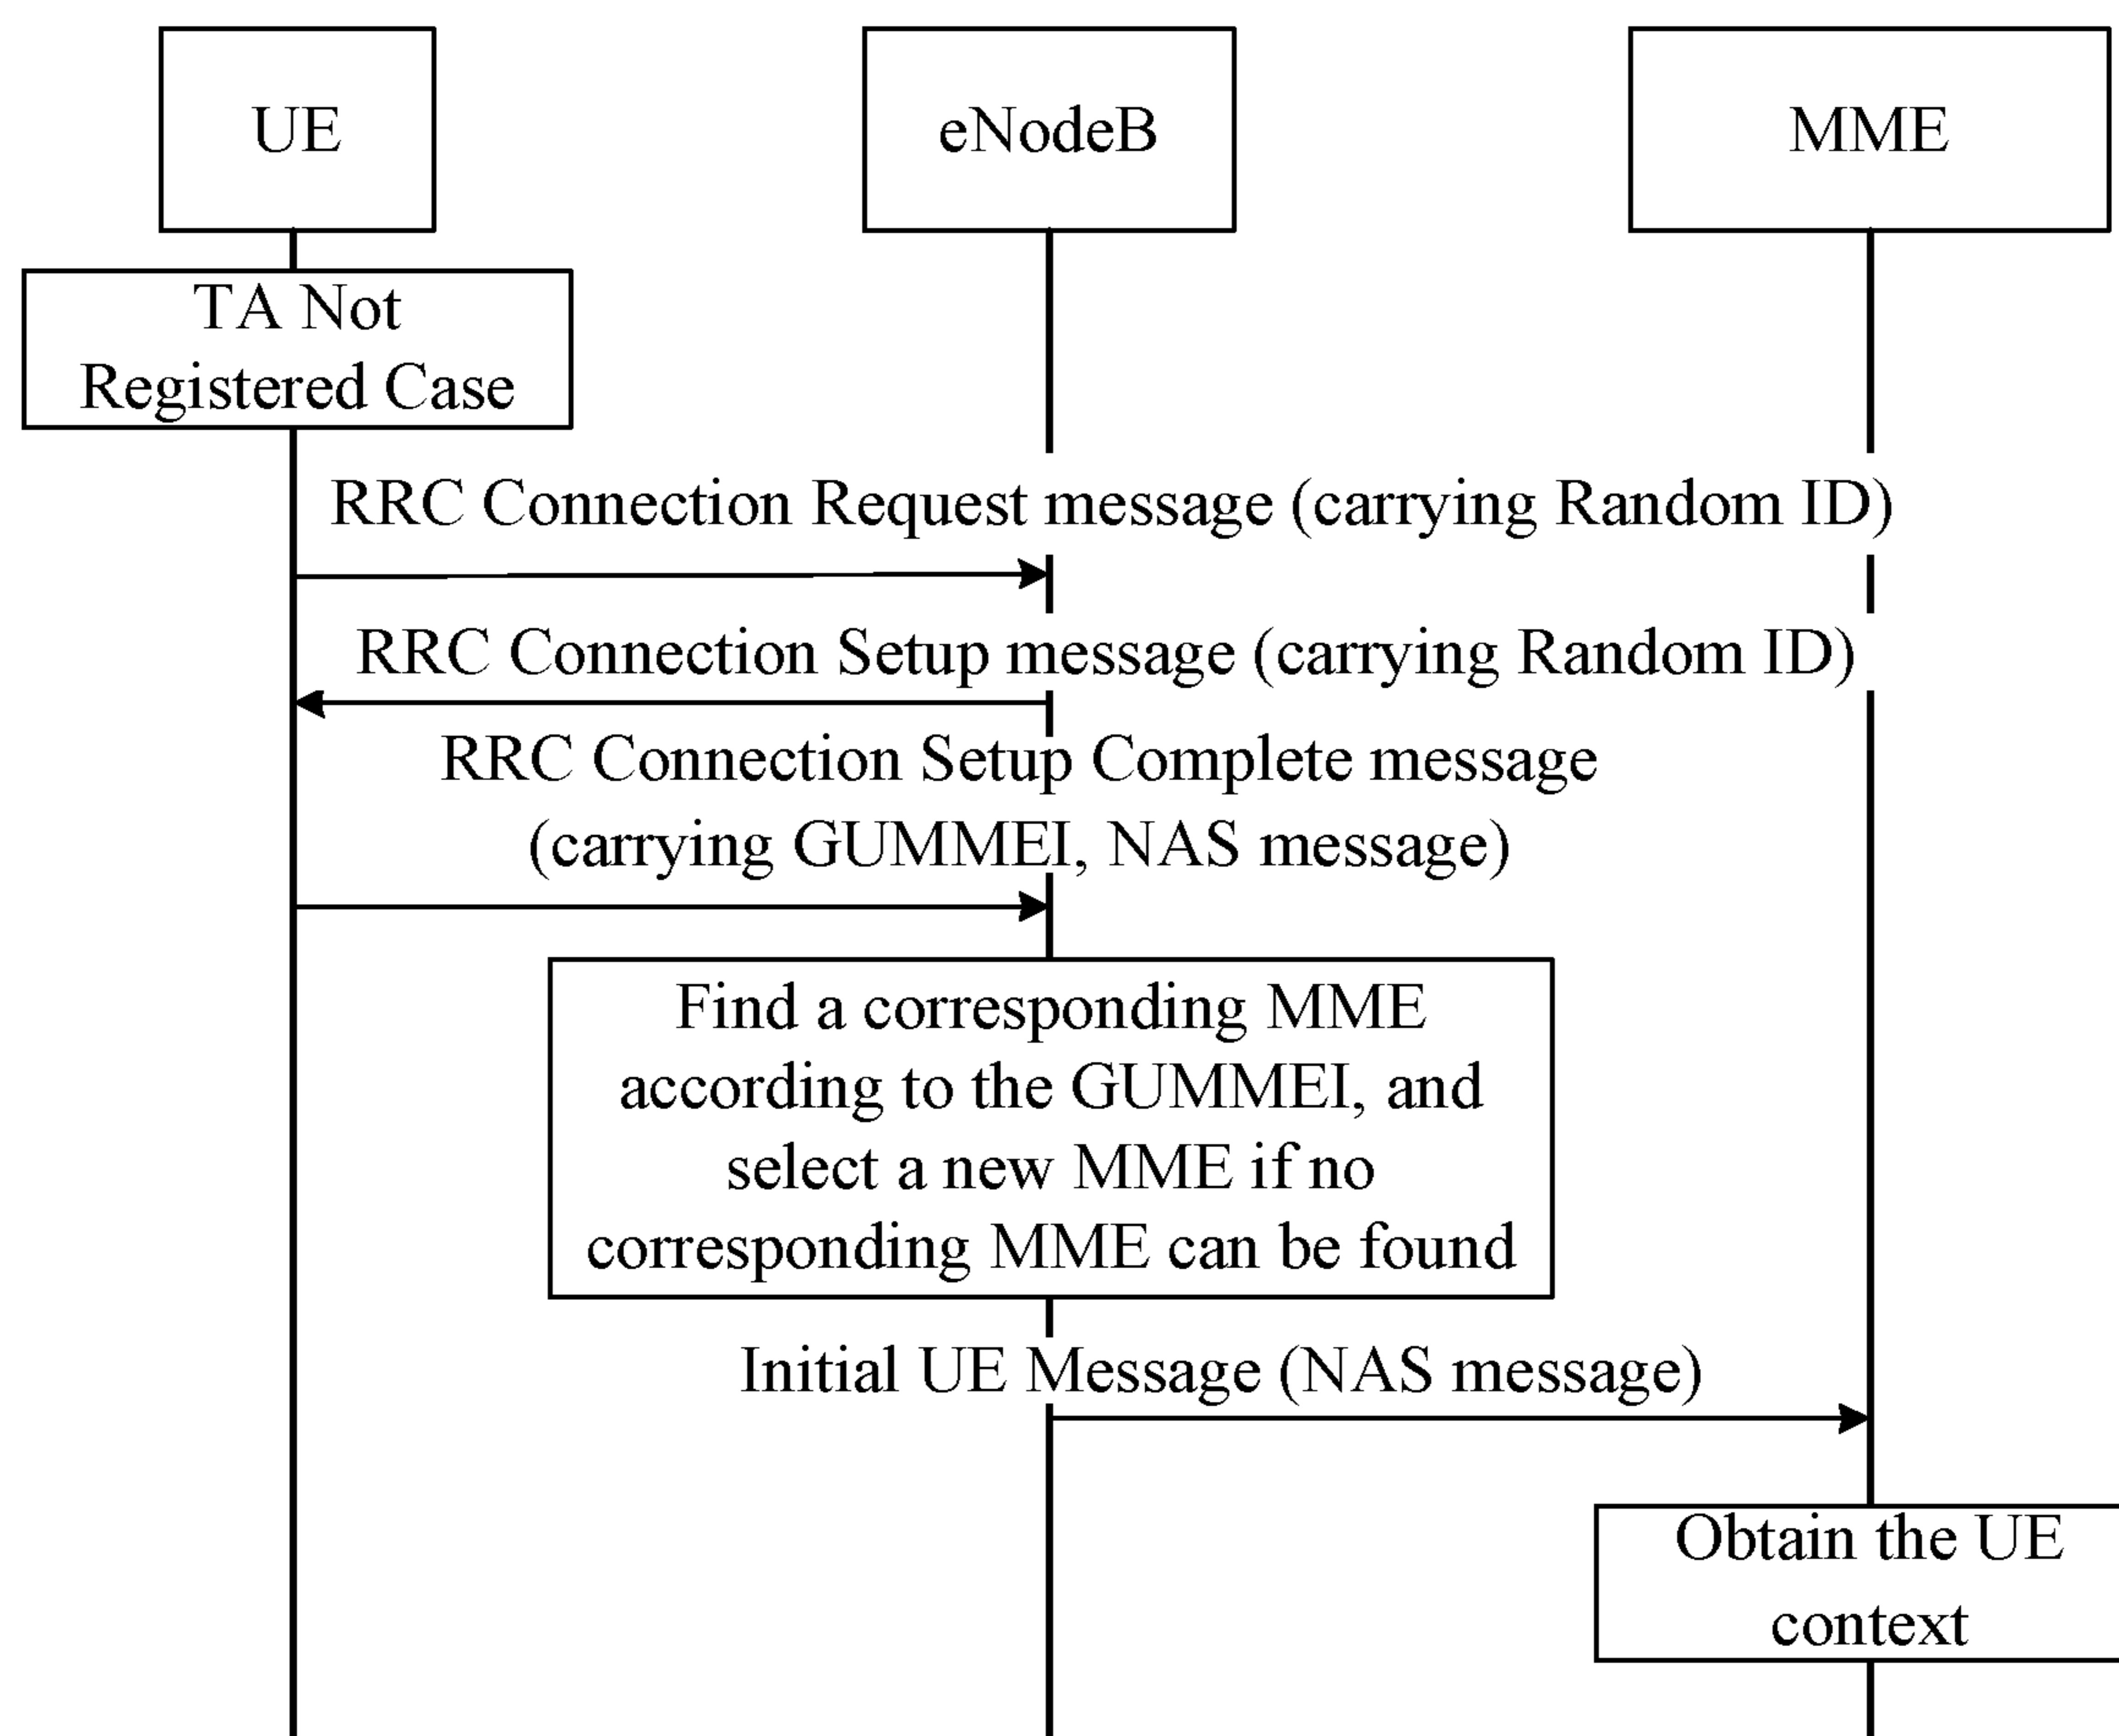 UE
eNodeB
MME
TA Not
Registered Case
RRC Connection Request message (carrying Random ID)
RRC Connection Setup message (carrying Random ID)
RRC Connection Setup Complete message
(carrying GUMMEI, NAS message)
Find a corresponding MME
according to the GUMMEI, and
select a new MME if no
corresponding MME can be found
Initial UE Message (NAS message)
Obtain the UE
context